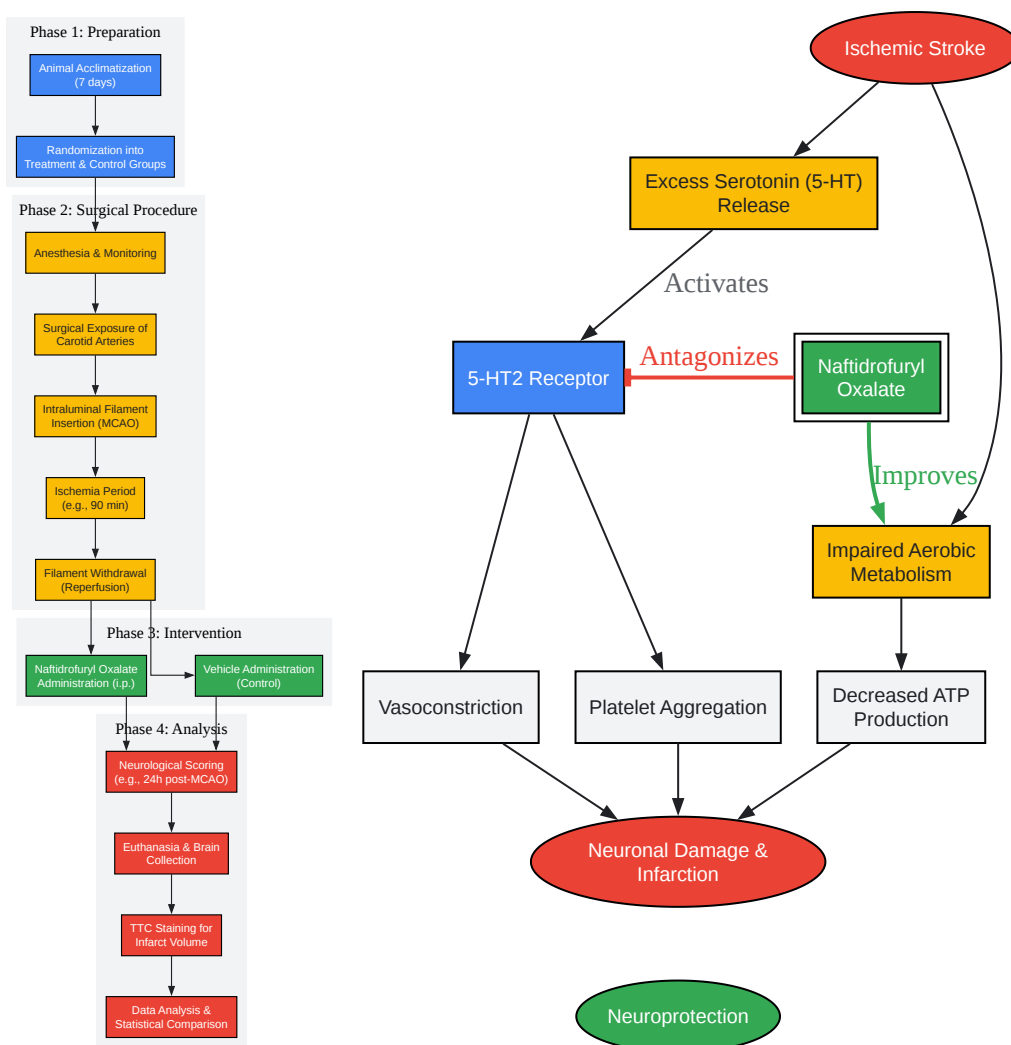 Phase 1: Preparation
Animal Acclimatization
(7 days)
Randomization into
Treatment & Control Groups
Phase 2: Surgical Procedure
Anesthesia & Monitoring
Surgical Exposure of
Carotid Arteries
Intraluminal Filament
Insertion (MCAO)
Ischemia Period
(e.g., 90 min)
Filament Withdrawal
(Reperfusion)
Phase 3: Intervention
Naftidrofuryl Oxalate
Administration (i.p.)
Vehicle Administration
(Control)
Phase 4: Analysis
Neurological Scoring
(e.g., 24h post-MCAO)
Euthanasia & Brain
Collection
TTC Staining for
Infarct Volume
Data Analysis &
Statistical Comparison
Ischemic Stroke
Excess Serotonin (5-HT)
Release
Activates
5-HT2 Receptor
Antagonizes
Naftidrofuryl
Oxalate
Improves
Impaired Aerobic
Metabolism
Vasoconstriction
Platelet Aggregation
Decreased ATP
Production
Neuronal Damage &
Infarction
Neuroprotection